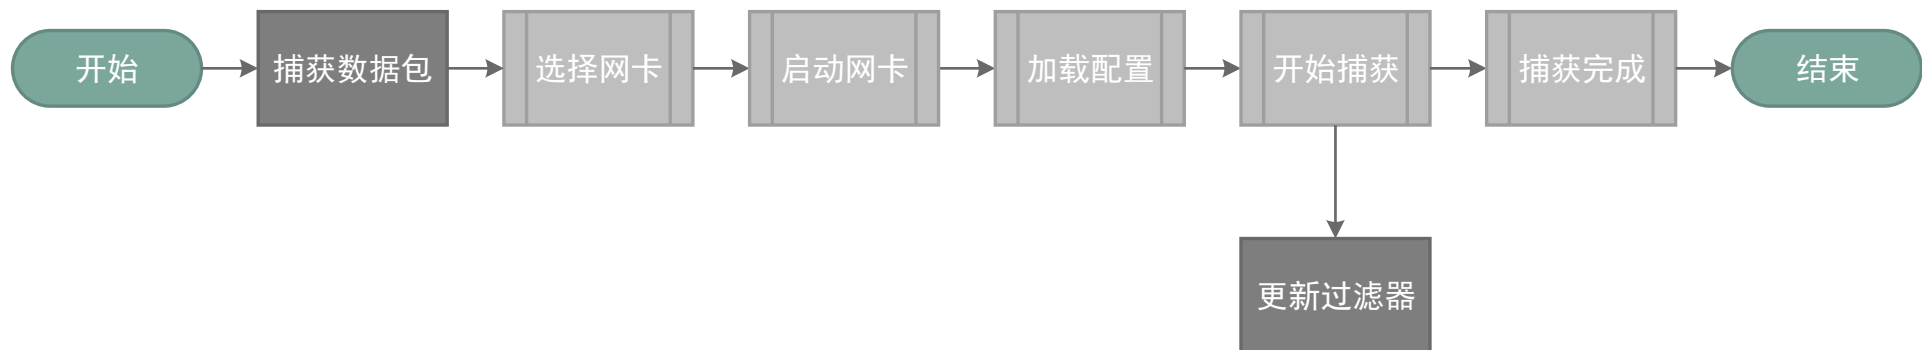 开始
捕获数据包
选择网卡
启动网卡
加载配置
开始捕获
捕获完成
结束
更新过滤器